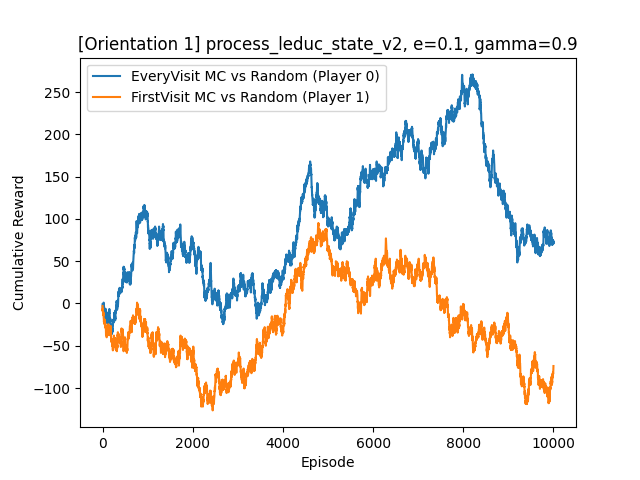 [Orientation 1] process_leduc_state_v2, e=0.1, gamma=0.9
EveryVisit MC vs Random (Player 0)
FirstVisit MC vs Random (Player 1)
Cumulative Reward
250
200
150
100
50
0
−50
−100
0
2000
4000
6000
8000
10000
Episode